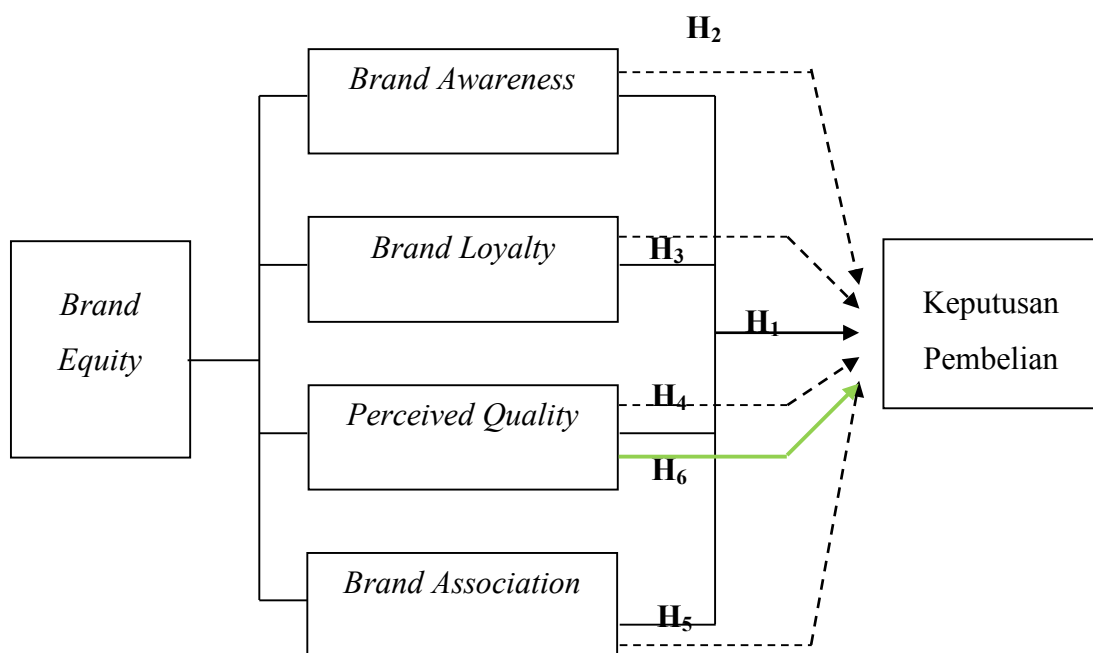 H₂
Brand Awareness
Brand Loyalty
H₃
Brand
Equity
H₁
Keputusan
Pembelian
Perceived Quality
H₄
H₆
Brand Association
H₅